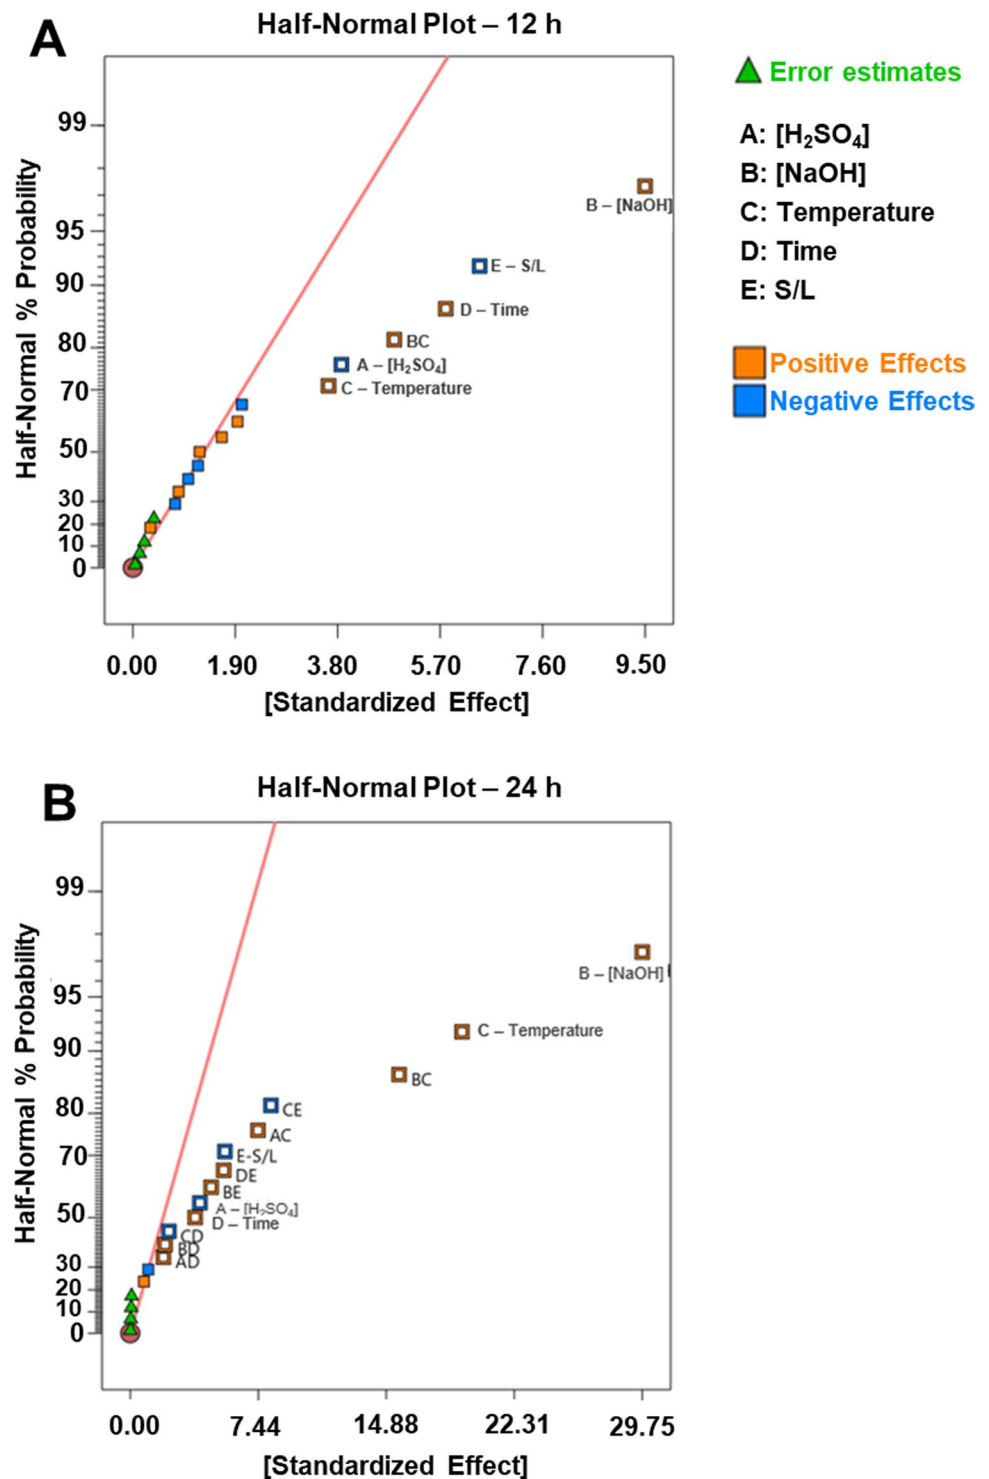 A
Half-Normal Plot – 12 h
Half-Normal % Probability
99
95
90
80
70
50
30
20
10
0
B – [NaOH]
E – S/L
D – Time
BC
A – [H₂SO₄]
C – Temperature
0.00 1.90 3.80 5.70 7.60 9.50
[Standardized Effect]
Error estimates
A: [H₂SO₄]
B: [NaOH]
C: Temperature
D: Time
E: S/L
Positive Effects
Negative Effects
B
Half-Normal Plot – 24 h
Half-Normal % Probability
99
95
90
80
70
50
30
20
10
0
B – [NaOH]
C – Temperature
BC
CE
AC
E-S/L
DE
BE
A – [H₂SO₄]
D – Time
CD
BD
AD
0.00 7.44 14.88 22.31 29.75
[Standardized Effect]